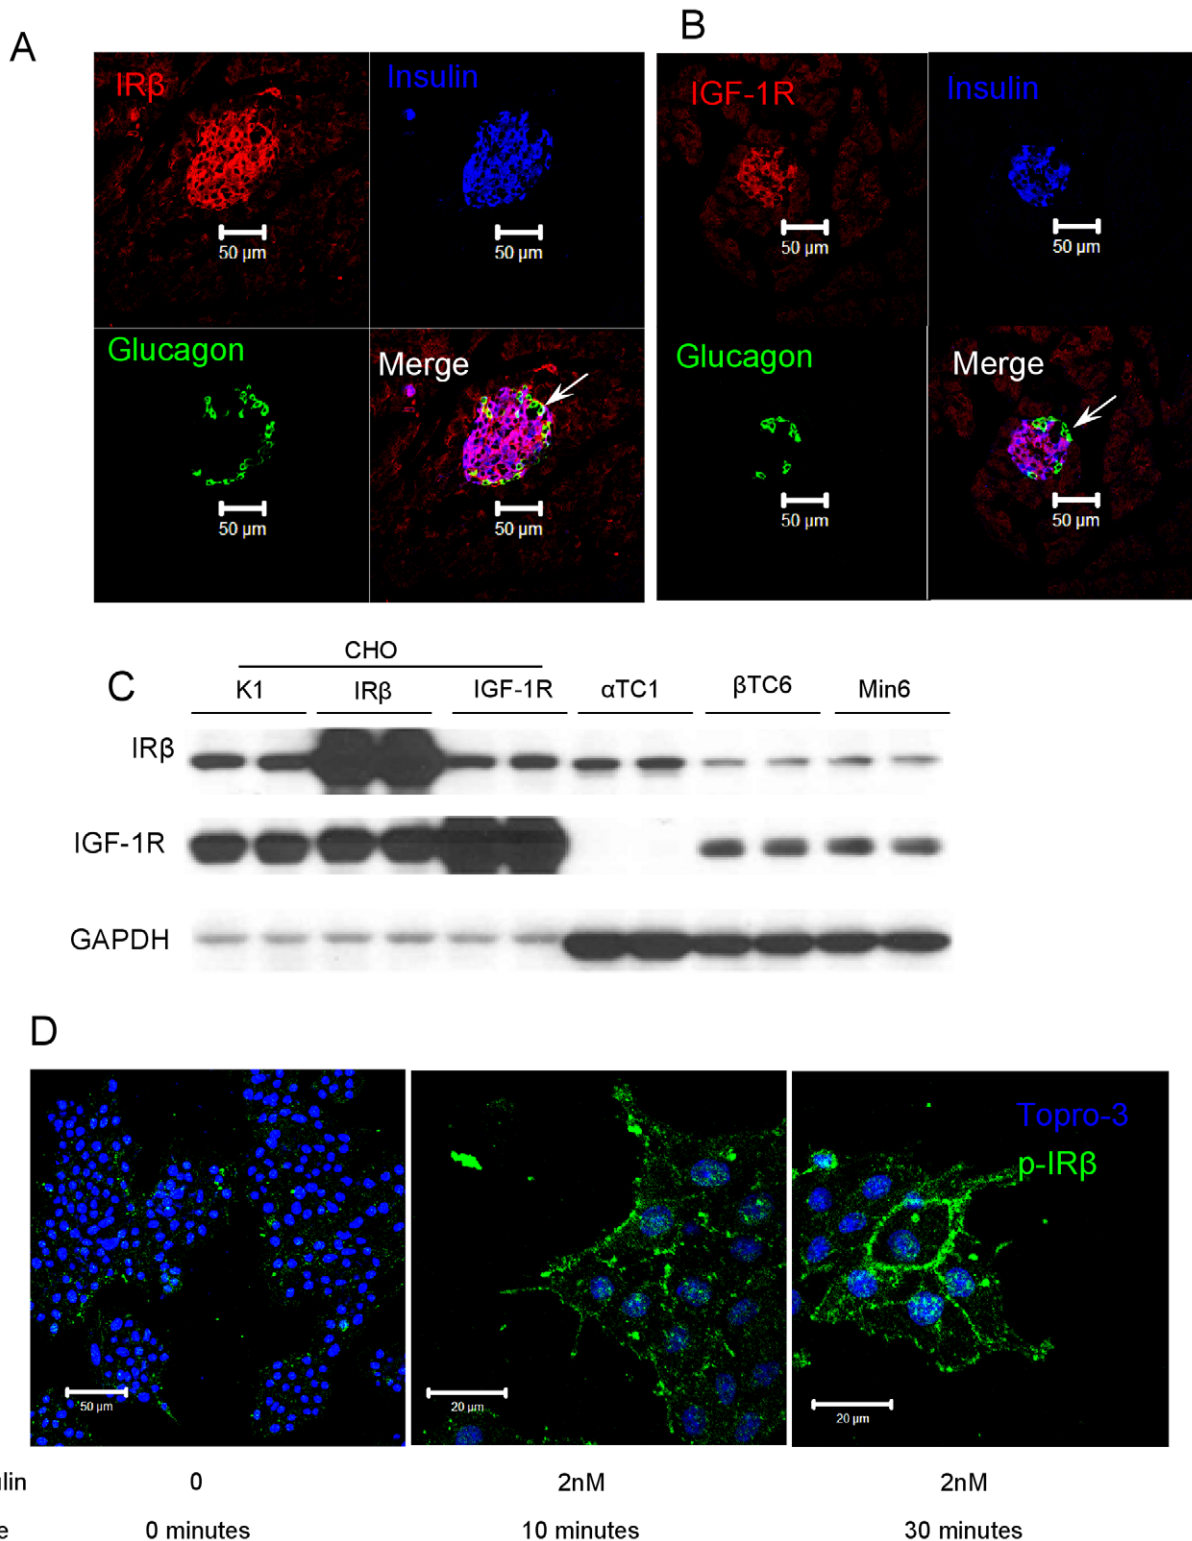 A
IRβ
Insulin
50 µm
50 µm
Glucagon
Merge
50 µm
50 µm
B
IGF-1R
Insulin
50 µm
50 µm
Glucagon
Merge
50 µm
50 µm
C
CHO
K1 IRβ IGF-1R αTC1 βTC6 Min6
IRβ
IGF-1R
GAPDH
D
Topro-3
p-IRβ
50 µm
20 µm
20 µm
ulin 0 2nM 2nM
e 0 minutes 10 minutes 30 minutes